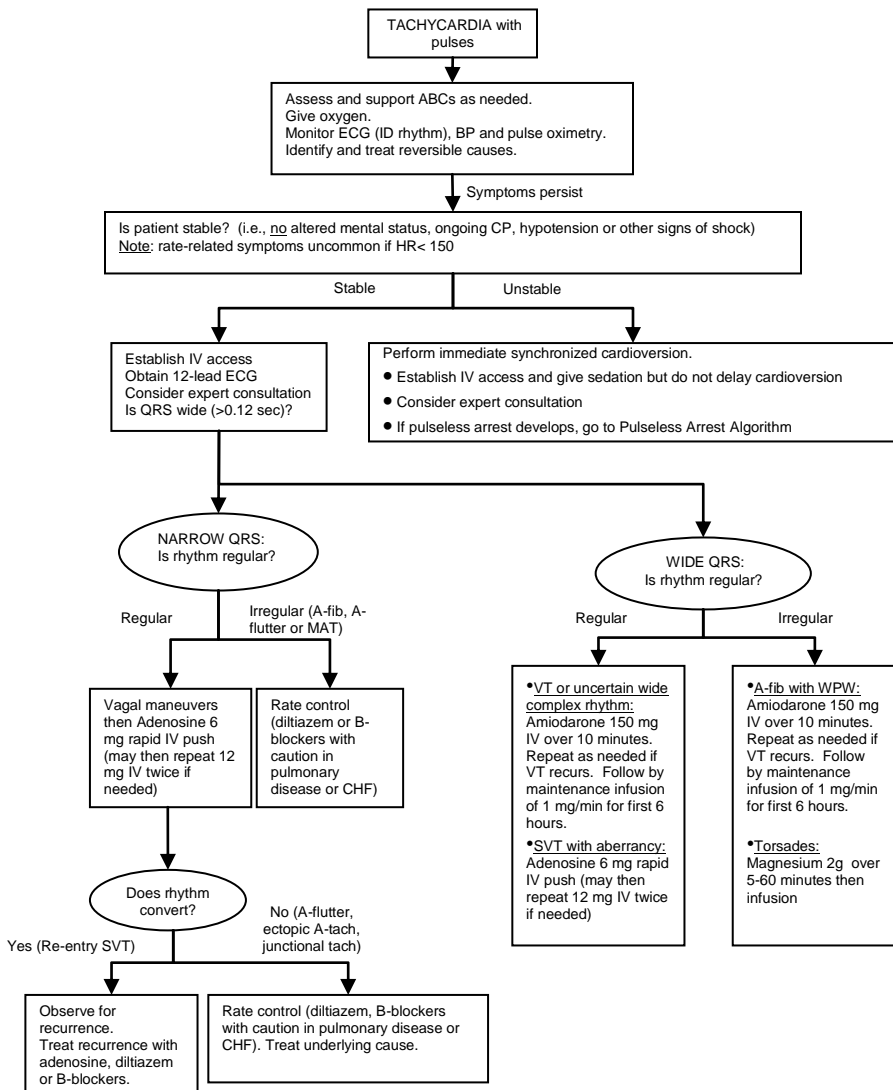 TACHYCARDIA with
pulses
Assess and support ABCs as needed.
Give oxygen.
Monitor ECG (ID rhythm), BP and pulse oximetry.
Identify and treat reversible causes.
Symptoms persist
Is patient stable?  (i.e., no altered mental status, ongoing CP, hypotension or other signs of shock)
Note: rate-related symptoms uncommon if HR< 150
Stable
Unstable
Establish IV access
Obtain 12-lead ECG
Consider expert consultation
Is QRS wide (>0.12 sec)?
Perform immediate synchronized cardioversion.
• Establish IV access and give sedation but do not delay cardioversion
• Consider expert consultation
• If pulseless arrest develops, go to Pulseless Arrest Algorithm
NARROW QRS:
Is rhythm regular?
WIDE QRS:
Is rhythm regular?
Regular
Irregular (A-fib, A-
flutter or MAT)
Regular
Irregular
Vagal maneuvers
then Adenosine 6
mg rapid IV push
(may then repeat 12
mg IV twice if
needed)
Rate control
(diltiazem or B-
blockers with
caution in
pulmonary
disease or CHF)
•VT or uncertain wide
complex rhythm:
Amiodarone 150 mg
IV over 10 minutes.
Repeat as needed if
VT recurs.  Follow by
maintenance infusion
of 1 mg/min for first 6
hours.
•SVT with aberrancy:
Adenosine 6 mg rapid
IV push (may then
repeat 12 mg IV twice
if needed)
•A-fib with WPW:
Amiodarone 150 mg
IV over 10 minutes.
Repeat as needed if
VT recurs.  Follow
by maintenance
infusion of 1 mg/min
for first 6 hours.
•Torsades:
Magnesium 2g  over
5-60 minutes then
infusion
Does rhythm
convert?
Yes (Re-entry SVT)
No (A-flutter,
ectopic A-tach,
junctional tach)
Observe for
recurrence.
Treat recurrence with
adenosine, diltiazem
or B-blockers.
Rate control (diltiazem, B-blockers
with caution in pulmonary disease or
CHF). Treat underlying cause.